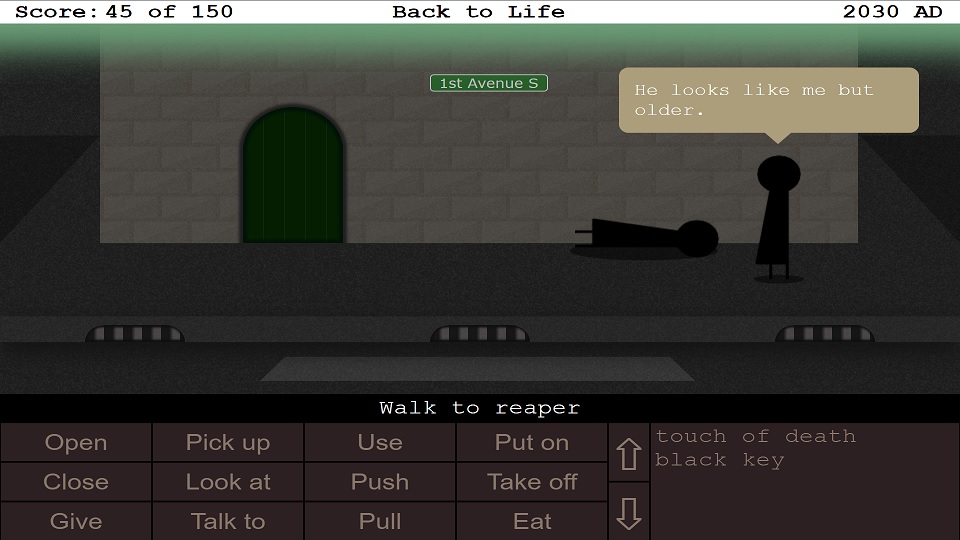 Score: 45 of 150
Back to Life
2030 AD
1st Avenue S
He looks like me but
older.
Walk to reaper
Open
Pick up
Use
Put on
Close
Look at
Push
Take off
Give
Talk to
Pull
Eat
touch of death
black key